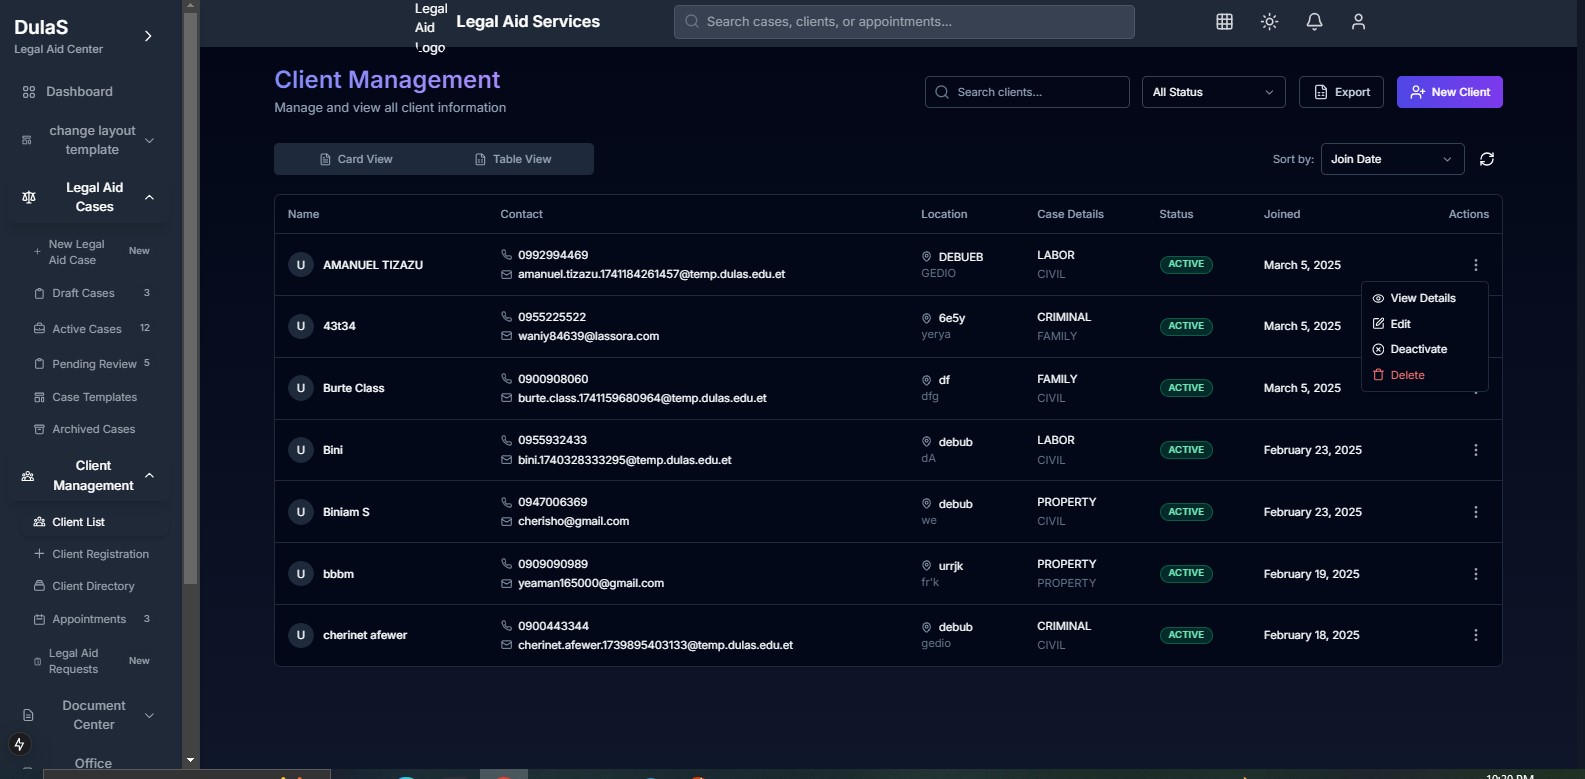 DulaS
Legal Aid Center
Legal
Aid
Logo
Legal Aid Services
Search cases, clients, or appointments...
Dashboard
change layout
template
Legal Aid
Cases
New Legal
Aid Case
New
Draft Cases 3
Active Cases 12
Pending Review 5
Case Templates
Archived Cases
Client
Management
Client List
Client Registration
Client Directory
Appointments 3
Legal Aid
Requests
New
Document
Center
Office
Client Management
Manage and view all client information
Search clients...
All Status
Export
New Client
Card View
Table View
Sort by: Join Date
Name Contact Location Case Details Status Joined Actions
U AMANUEL TIZAZU
0992994469
amanuel.tizazu.1741184261457@temp.dulas.edu.et
DEBUEB
GEDIO
LABOR
CIVIL
ACTIVE
March 5, 2025
View Details
Edit
Deactivate
Delete
U 43t34
0955225522
waniy84639@lassora.com
6e5y
yerya
CRIMINAL
FAMILY
ACTIVE
March 5, 2025
U Burte Class
0900908060
burte.class.1741159680964@temp.dulas.edu.et
df
dfg
FAMILY
CIVIL
ACTIVE
March 5, 2025
U Bini
0955932433
bini.1740328333295@temp.dulas.edu.et
debub
dA
LABOR
CIVIL
ACTIVE
February 23, 2025
U Biniam S
0947006369
cherisho@gmail.com
debub
we
PROPERTY
CIVIL
ACTIVE
February 23, 2025
U bbbm
0909090989
yeaman165000@gmail.com
urrjk
fr'k
PROPERTY
PROPERTY
ACTIVE
February 19, 2025
U cherinet afewer
0900443344
cherinet.afewer.1739895403133@temp.dulas.edu.et
debub
gedio
CRIMINAL
CIVIL
ACTIVE
February 18, 2025